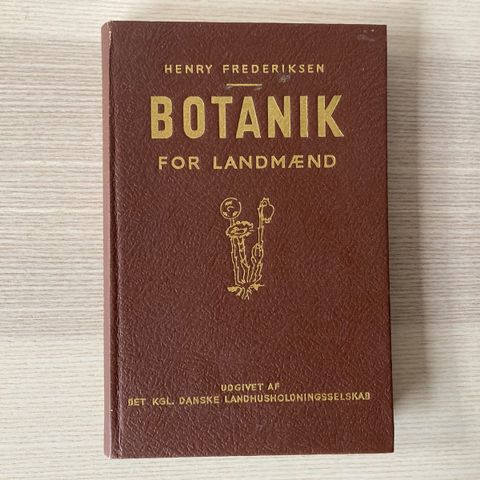 HENRY FREDERIKSEN
BOTANIK
FOR LANDMÆND
UDGIVET AF
DET KGL. DANSKE LANDHUSHOLDNINGSSELSKAB